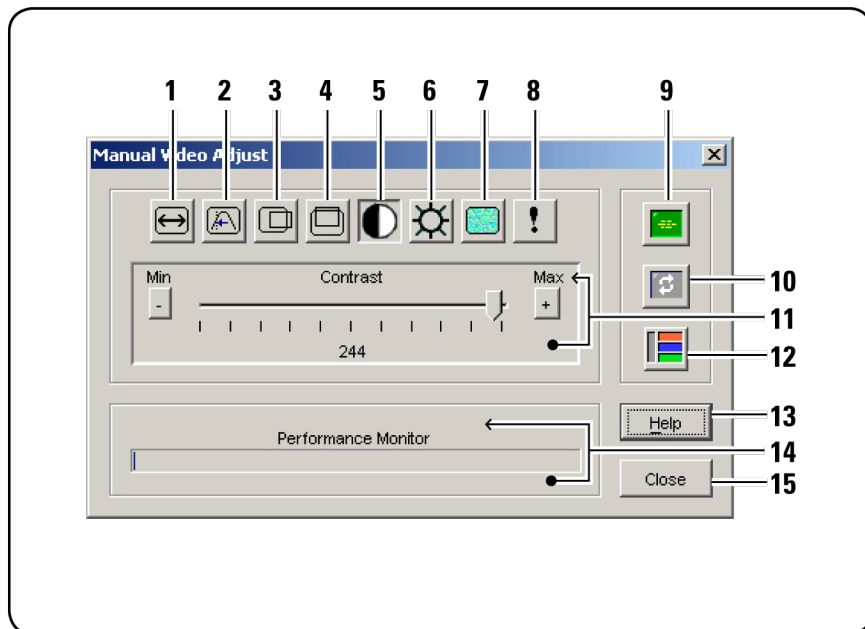 1 2 3 4 5 6 7 8 9
Manual Video Adjust
Min Contrast Max
- +
244
10
11
12
Help 13
Performance Monitor
14
Close 15